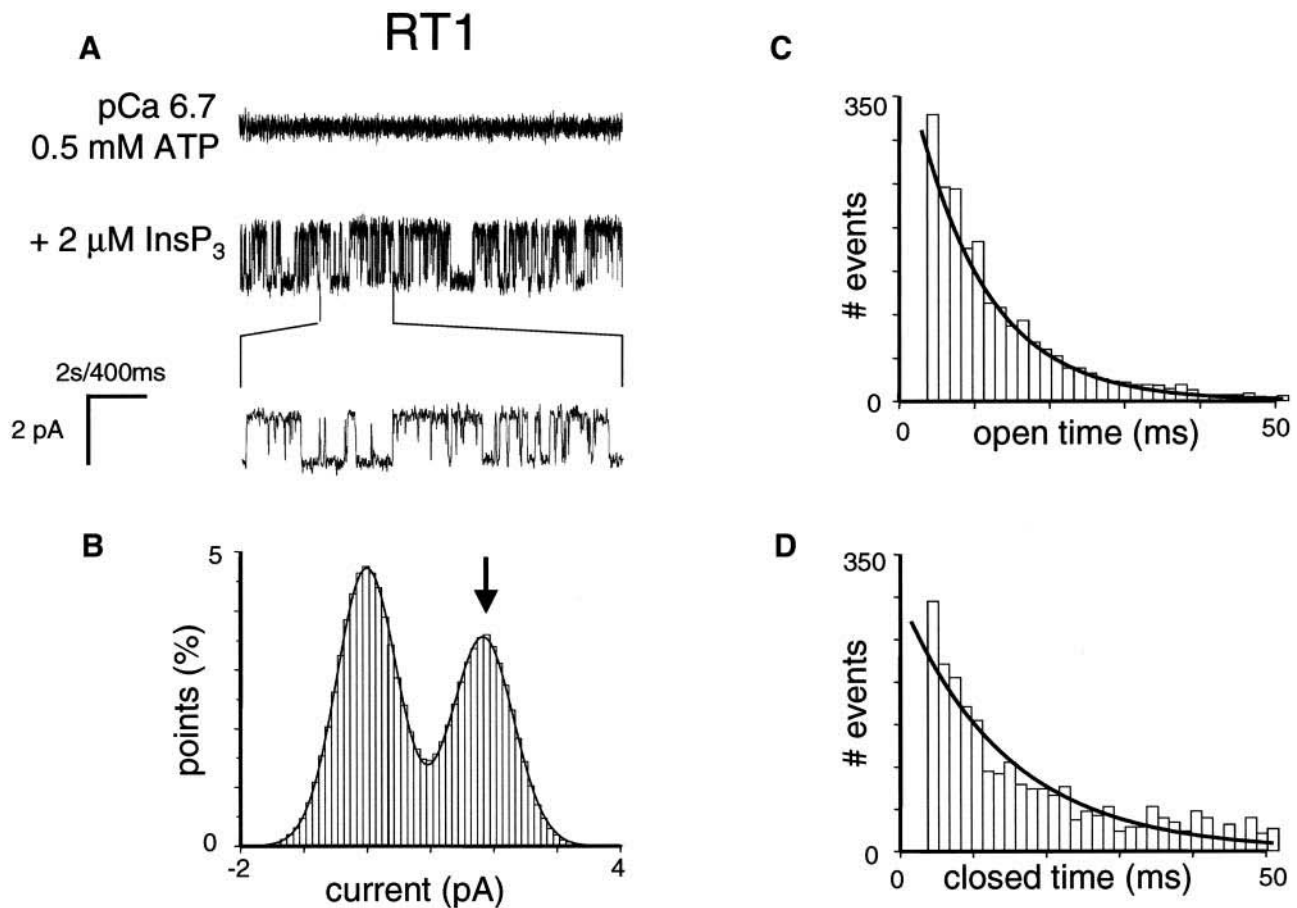 RT1
A
pCa 6.7
0.5 mM ATP
+ 2 μM InsP3
2s/400ms
2 pA
B
5
points (%)
0
-2
4
current (pA)
C
350
# events
0
0
open time (ms)
50
D
350
# events
0
0
closed time (ms)
50